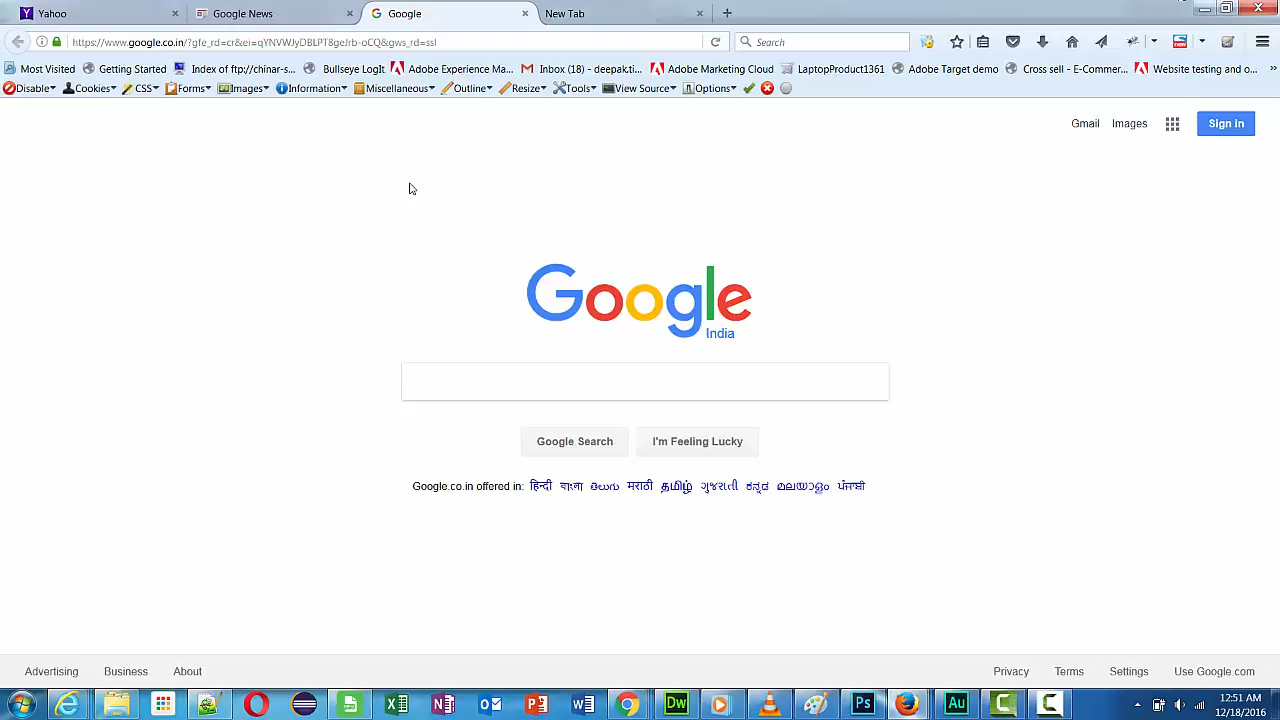 Yahoo Google News Google New Tab
https://www.google.co.in/?gfe_rd=cr&ei=qYNVWJyDBLPT8geJrb-oCQ&gws_rd=ssl Search
Most Visited Getting Started Index of ftp://chinar-s... Bullseye LogIt Adobe Experience Ma... Inbox (18) - deepak.ti... Adobe Marketing Cloud LaptopProduct1351 Adobe Target demo Cross sell - E-Commer... Website testing and o...
Disable Cookies CSS Forms Images Information Miscellaneous Outline Resize Tools View Source Options
Gmail Images Sign in
Google
India
Google Search I'm Feeling Lucky
Google.co.in offered in: हिन्दी বাংলা తెలుగు मराठी தமிழ் ગુજરાતી ಕನ್ನಡ മലയാളം ਪੰਜਾਬੀ
Advertising Business About Privacy Terms Settings Use Google.com
Dw Ps Au
12:51 AM
12/18/2016